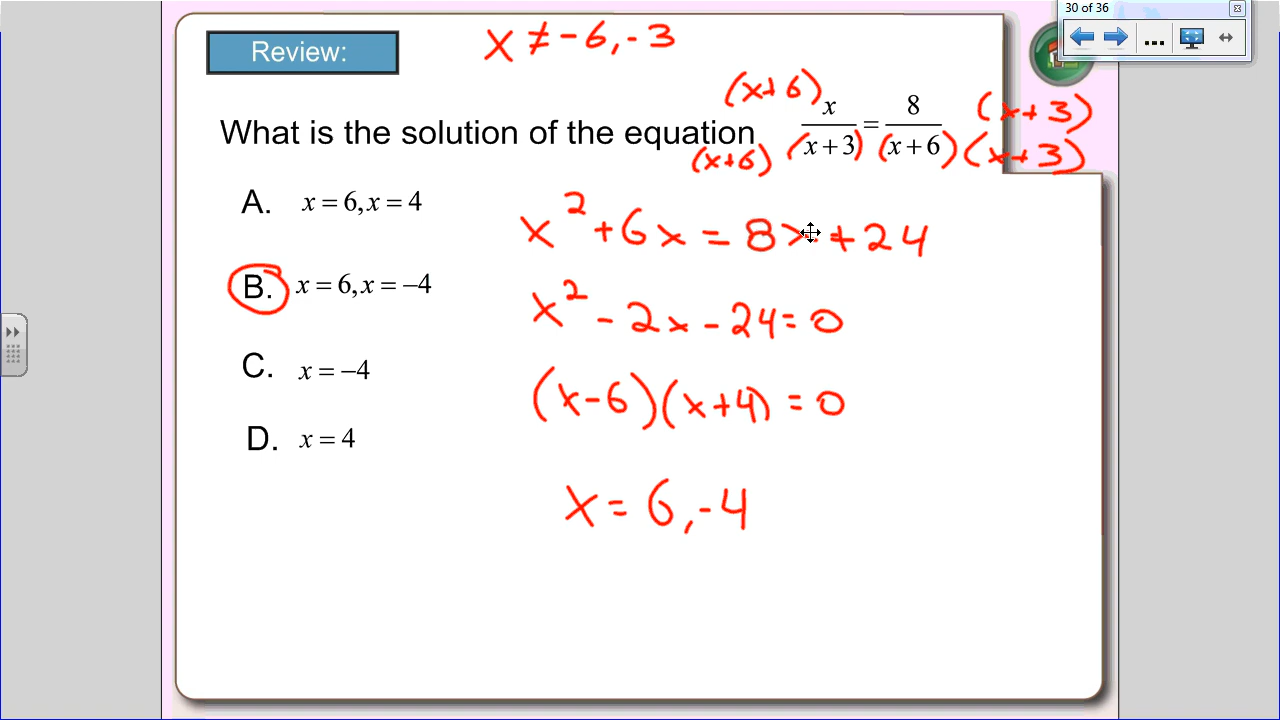 30 of 36
Review:
x ≠ -6, -3
What is the solution of the equation (x+6) x / (x+6) (x + 3) = 8 (x+3) / (x + 6) (x+3)
A. x = 6, x = 4
B. x = 6, x = −4
C. x = −4
D. x = 4
x² + 6x = 8x + 24
x² - 2x - 24 = 0
(x-6)(x+4) = 0
x = 6, -4